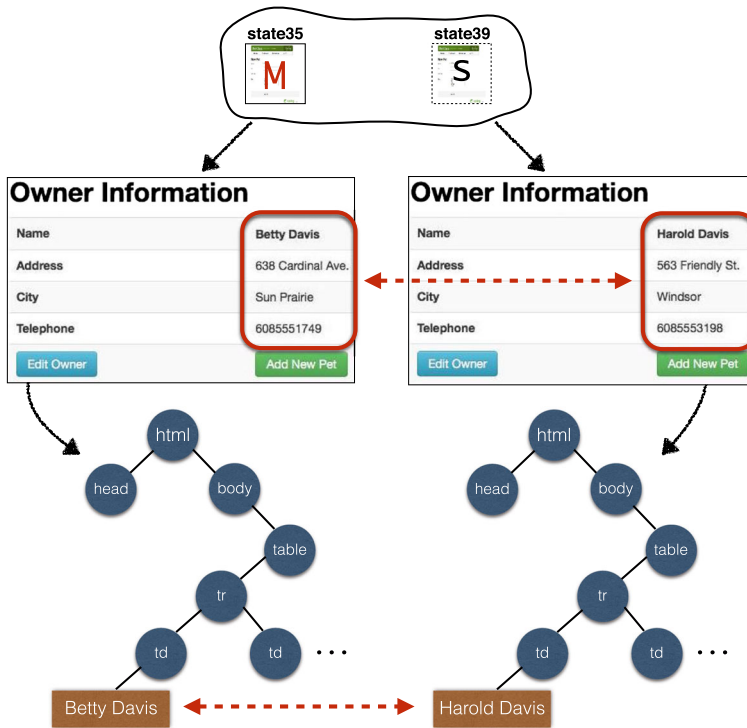 state35
state39
M
S
Owner Information
Name Betty Davis
Address 638 Cardinal Ave.
City Sun Prairie
Telephone 6085551749
Edit Owner Add New Pet
Owner Information
Name Harold Davis
Address 563 Friendly St.
City Windsor
Telephone 6085553198
Edit Owner Add New Pet
html
head
body
table
tr
td
td
...
Betty Davis
html
head
body
table
tr
td
td
...
Harold Davis